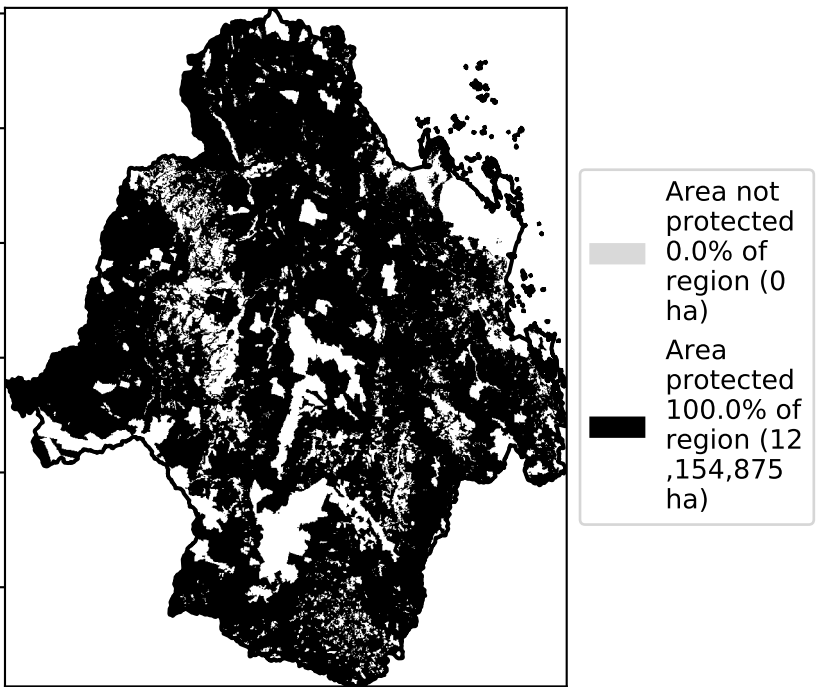 Area not
protected
0.0% of
region (0
ha)
Area
protected
100.0% of
region (12
,154,875
ha)